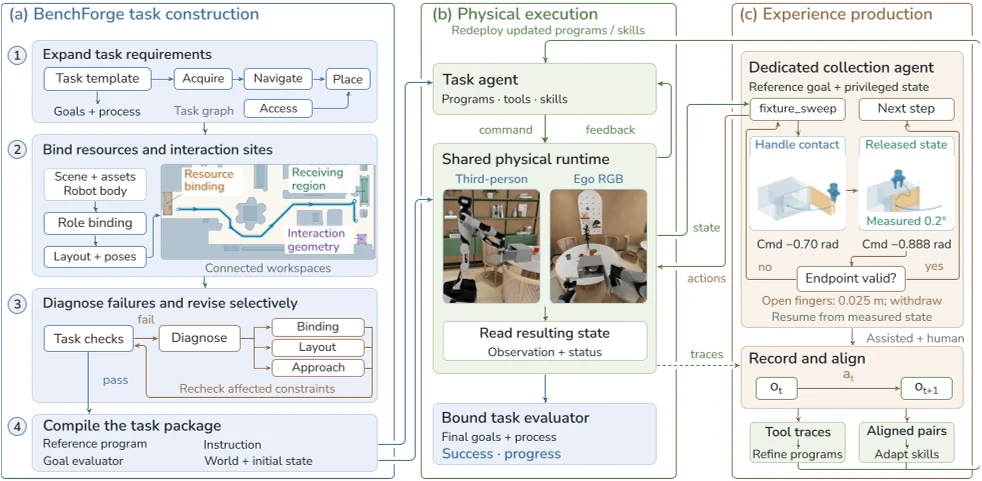 (a) BenchForge task construction
1
Expand task requirements
Task template
Acquire
Navigate
Place
Goals + process
Task graph
Access
2
Bind resources and interaction sites
Scene + assets
Robot body
Role binding
Layout + poses
Resource
binding
Receiving
region
Interaction
geometry
Connected workspaces
3
Diagnose failures and revise selectively
Task checks
fail
Diagnose
Binding
Layout
Approach
pass
Recheck affected constraints
4
Compile the task package
Reference program
Instruction
Goal evaluator
World + initial state
(b) Physical execution
Redeploy updated programs / skills
Task agent
Programs · tools · skills
command
feedback
Shared physical runtime
Third-person
Ego RGB
Read resulting state
Observation + status
Bound task evaluator
Final goals + process
Success · progress
state
actions
traces
(c) Experience production
Dedicated collection agent
Reference goal + privileged state
fixture_sweep
Next step
Handle contact
Released state
Measured 0.2°
Cmd −0.70 rad
Cmd −0.888 rad
no
yes
Endpoint valid?
Open fingers: 0.025 m; withdraw
Resume from measured state
Assisted + human
Record and align
oₜ
aₜ
oₜ₊₁
Tool traces
Refine programs
Aligned pairs
Adapt skills